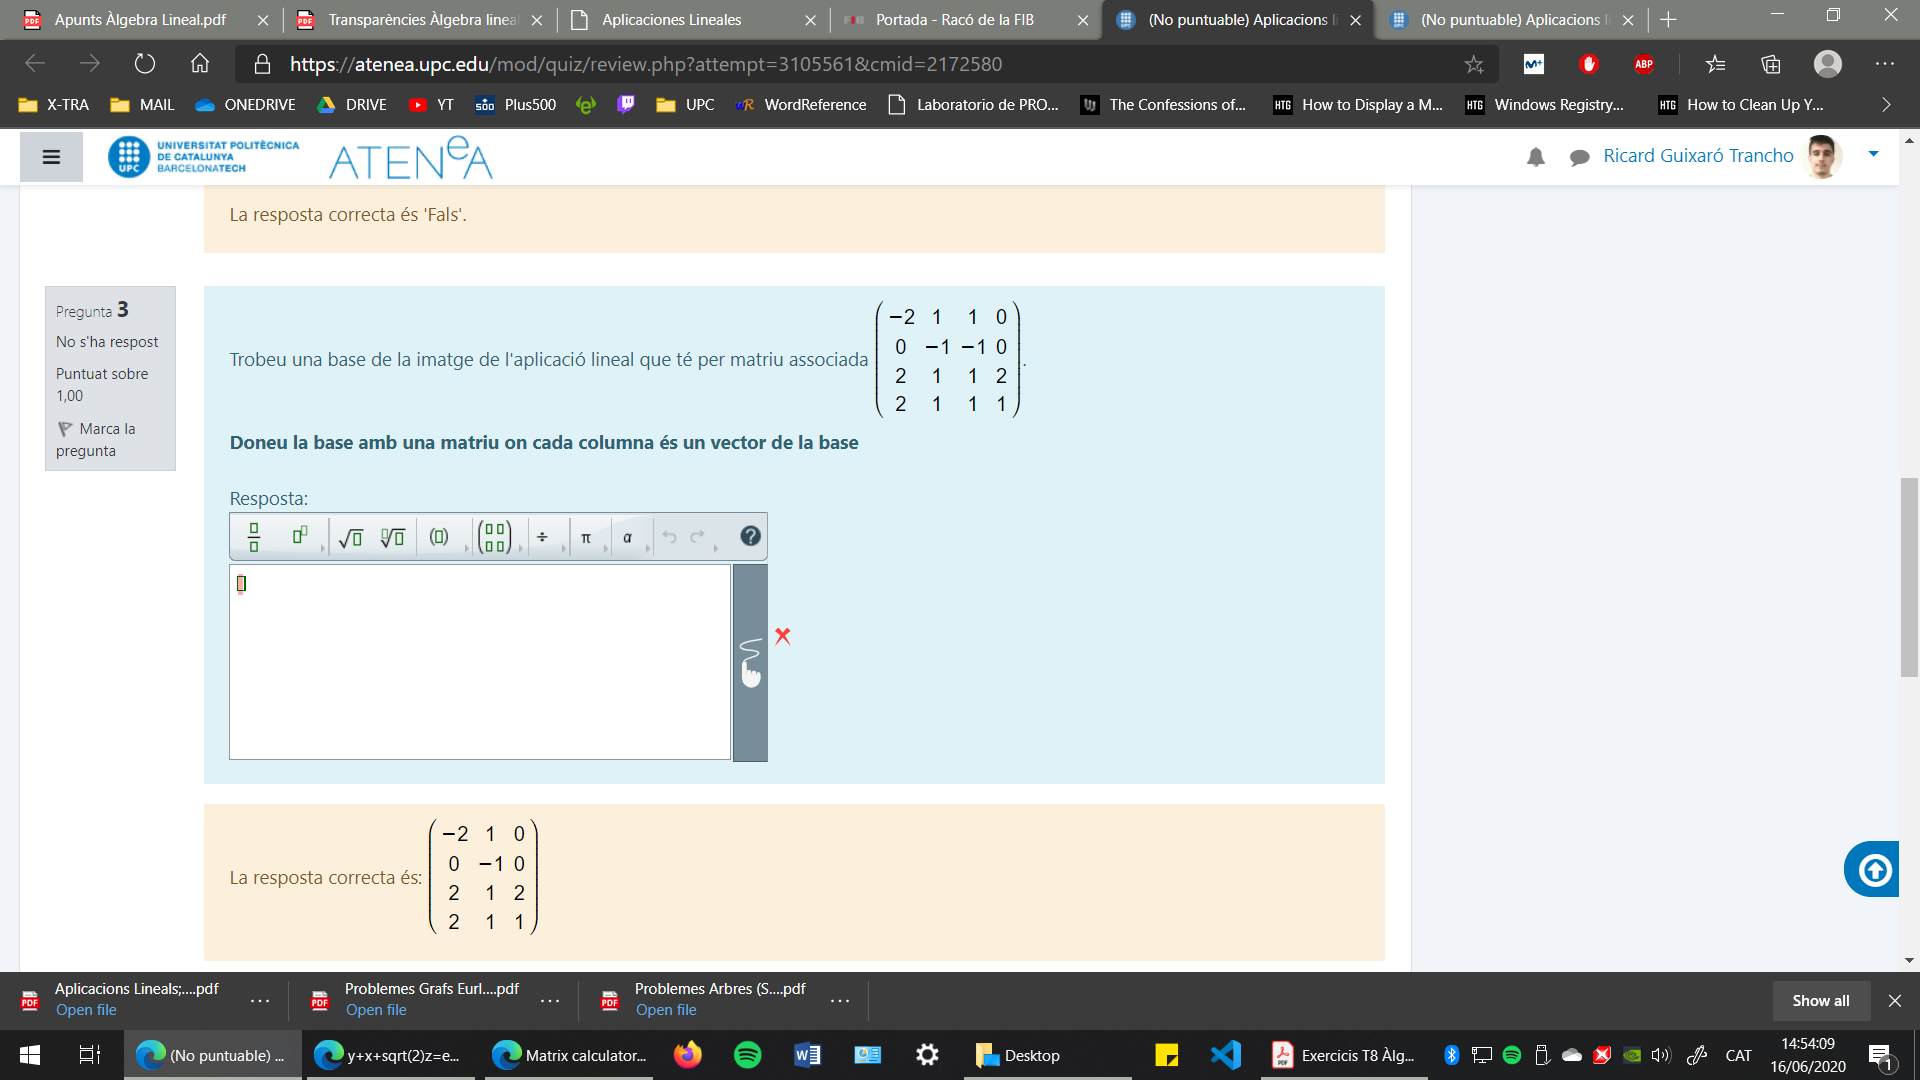 Apunts Àlgebra Lineal.pdf
Transparències Àlgebra linea
Aplicaciones Lineales
Portada - Racó de la FIB
(No puntuable) Aplicacions li
(No puntuable) Aplicacions l
https://atenea.upc.edu/mod/quiz/review.php?attempt=3105561&cmid=2172580
ABP
X-TRA
MAIL
ONEDRIVE
DRIVE
YT
Plus500
UPC
WordReference
Laboratorio de PRO...
The Confessions of...
HTG How to Display a M...
HTG Windows Registry...
HTG How to Clean Up Y...
UPC
UNIVERSITAT POLITÈCNICA
DE CATALUNYA
BARCELONATECH
ATENeA
Ricard Guixaró Trancho
La resposta correcta és 'Fals'.
Pregunta 3
No s'ha respost
Puntuat sobre
1,00
Marca la
pregunta
Trobeu una base de la imatge de l'aplicació lineal que té per matriu associada
−2 1 1 0
0 −1 −1 0
2 1 1 2
2 1 1 1
.
Doneu la base amb una matriu on cada columna és un vector de la base
Resposta:
÷ π α ?
La resposta correcta és:
−2 1 0
0 −1 0
2 1 2
2 1 1
Aplicacions Lineals;....pdf
Open file
Problemes Grafs Eurl....pdf
Open file
Problemes Arbres (S....pdf
Open file
Show all
(No puntuable) ...
y+x+sqrt(2)z=e...
Matrix calculator...
Desktop
Exercicis T8 Àlg...
CAT
14:54:09
16/06/2020
1